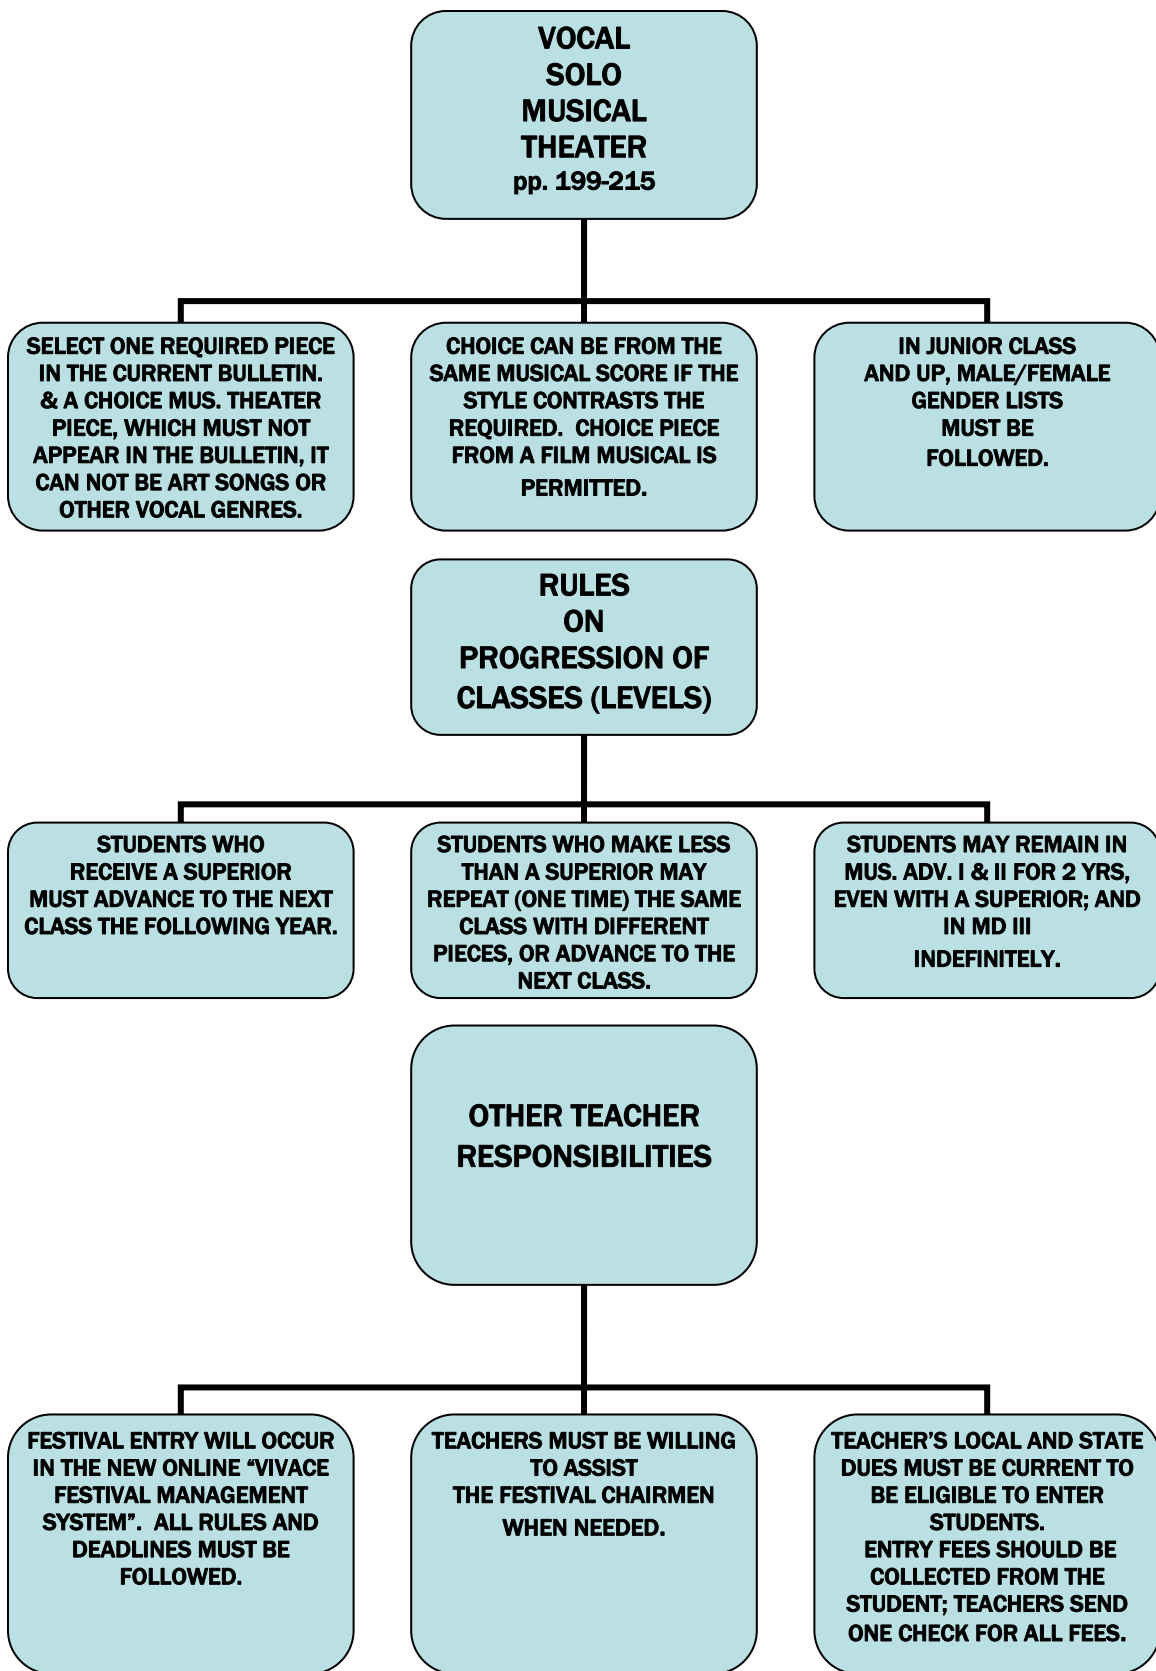 VOCAL
SOLO
MUSICAL
THEATER
pp. 199-215
SELECT ONE REQUIRED PIECE
IN THE CURRENT BULLETIN.
& A CHOICE MUS. THEATER
PIECE, WHICH MUST NOT
APPEAR IN THE BULLETIN, IT
CAN NOT BE ART SONGS OR
OTHER VOCAL GENRES.
CHOICE CAN BE FROM THE
SAME MUSICAL SCORE IF THE
STYLE CONTRASTS THE
REQUIRED. CHOICE PIECE
FROM A FILM MUSICAL IS
PERMITTED.
IN JUNIOR CLASS
AND UP, MALE/FEMALE
GENDER LISTS
MUST BE
FOLLOWED.
RULES
ON
PROGRESSION OF
CLASSES (LEVELS)
STUDENTS WHO
RECEIVE A SUPERIOR
MUST ADVANCE TO THE NEXT
CLASS THE FOLLOWING YEAR.
STUDENTS WHO MAKE LESS
THAN A SUPERIOR MAY
REPEAT (ONE TIME) THE SAME
CLASS WITH DIFFERENT
PIECES, OR ADVANCE TO THE
NEXT CLASS.
STUDENTS MAY REMAIN IN
MUS. ADV. I & II FOR 2 YRS,
EVEN WITH A SUPERIOR; AND
IN MD III
INDEFINITELY.
OTHER TEACHER
RESPONSIBILITIES
FESTIVAL ENTRY WILL OCCUR
IN THE NEW ONLINE “VIVACE
FESTIVAL MANAGEMENT
SYSTEM”. ALL RULES AND
DEADLINES MUST BE
FOLLOWED.
TEACHERS MUST BE WILLING
TO ASSIST
THE FESTIVAL CHAIRMEN
WHEN NEEDED.
TEACHER’S LOCAL AND STATE
DUES MUST BE CURRENT TO
BE ELIGIBLE TO ENTER
STUDENTS.
ENTRY FEES SHOULD BE
COLLECTED FROM THE
STUDENT; TEACHERS SEND
ONE CHECK FOR ALL FEES.